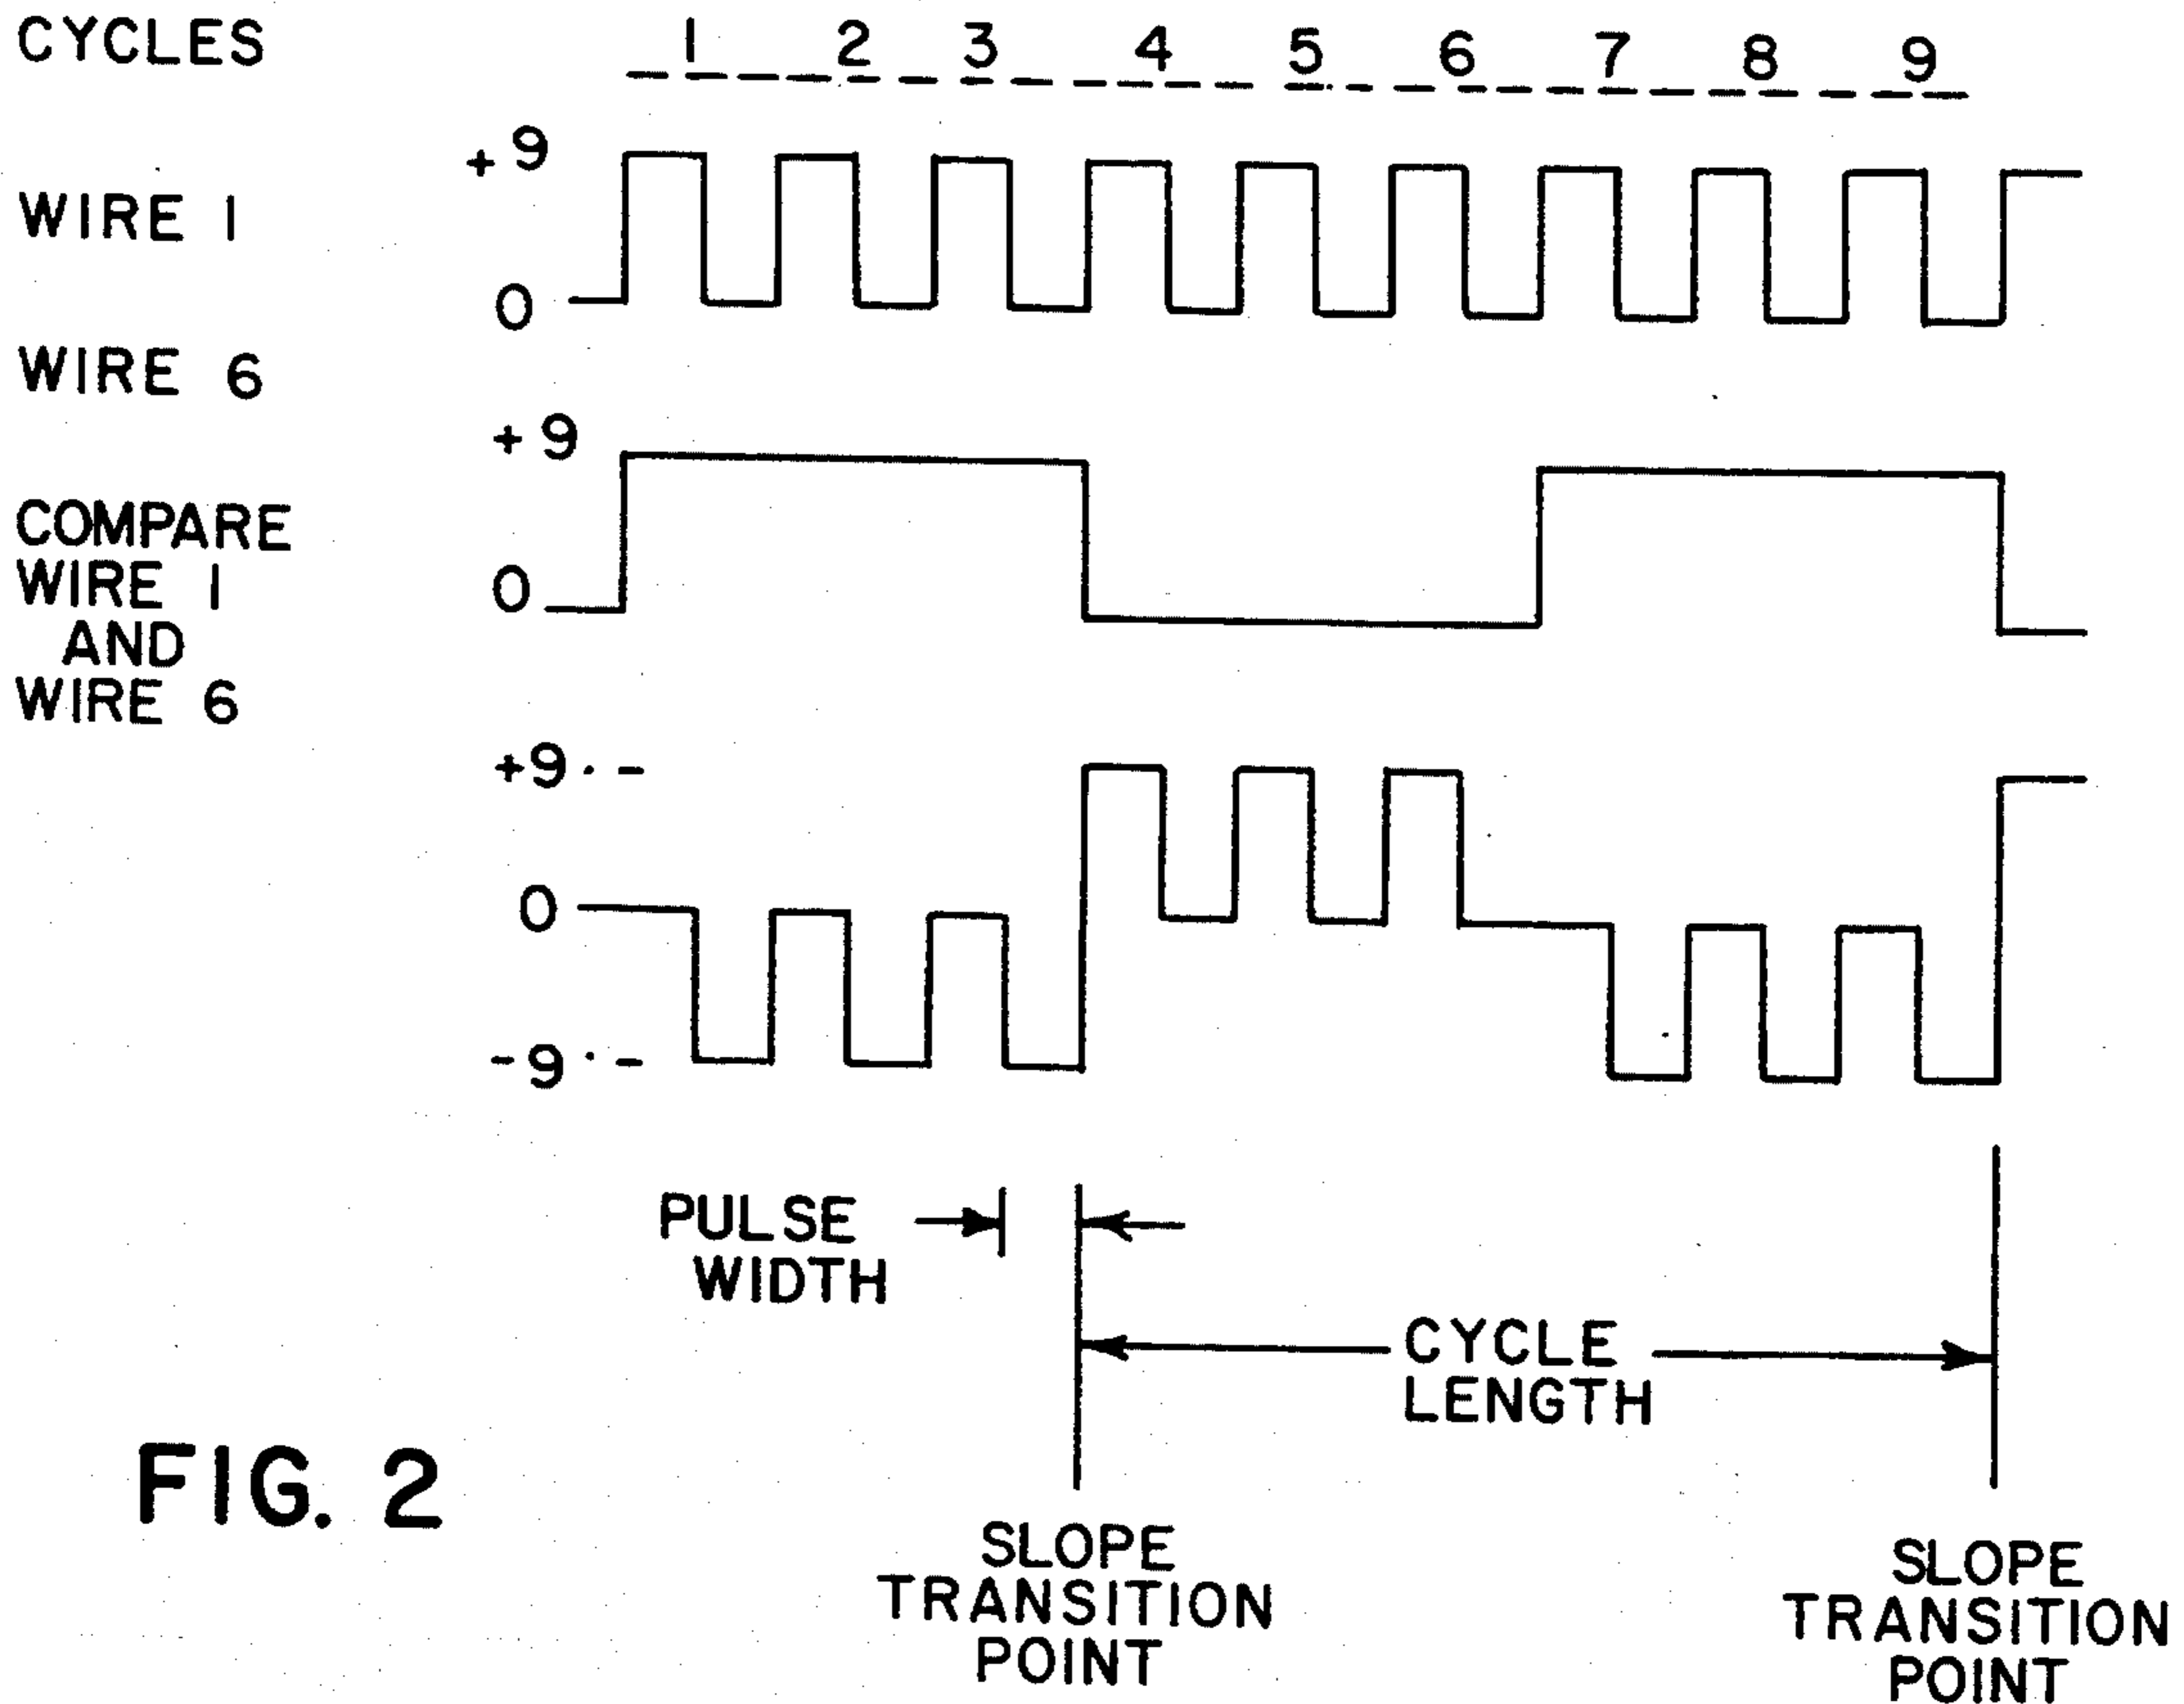 CYCLES 1 2 3 4 5 6 7 8 9
+9
WIRE 1
0
WIRE 6
+9
COMPARE
WIRE 1
0
AND
WIRE 6
+9
0
-9
PULSE
WIDTH
CYCLE
LENGTH
FIG. 2
SLOPE
TRANSITION
POINT
SLOPE
TRANSITION
POINT